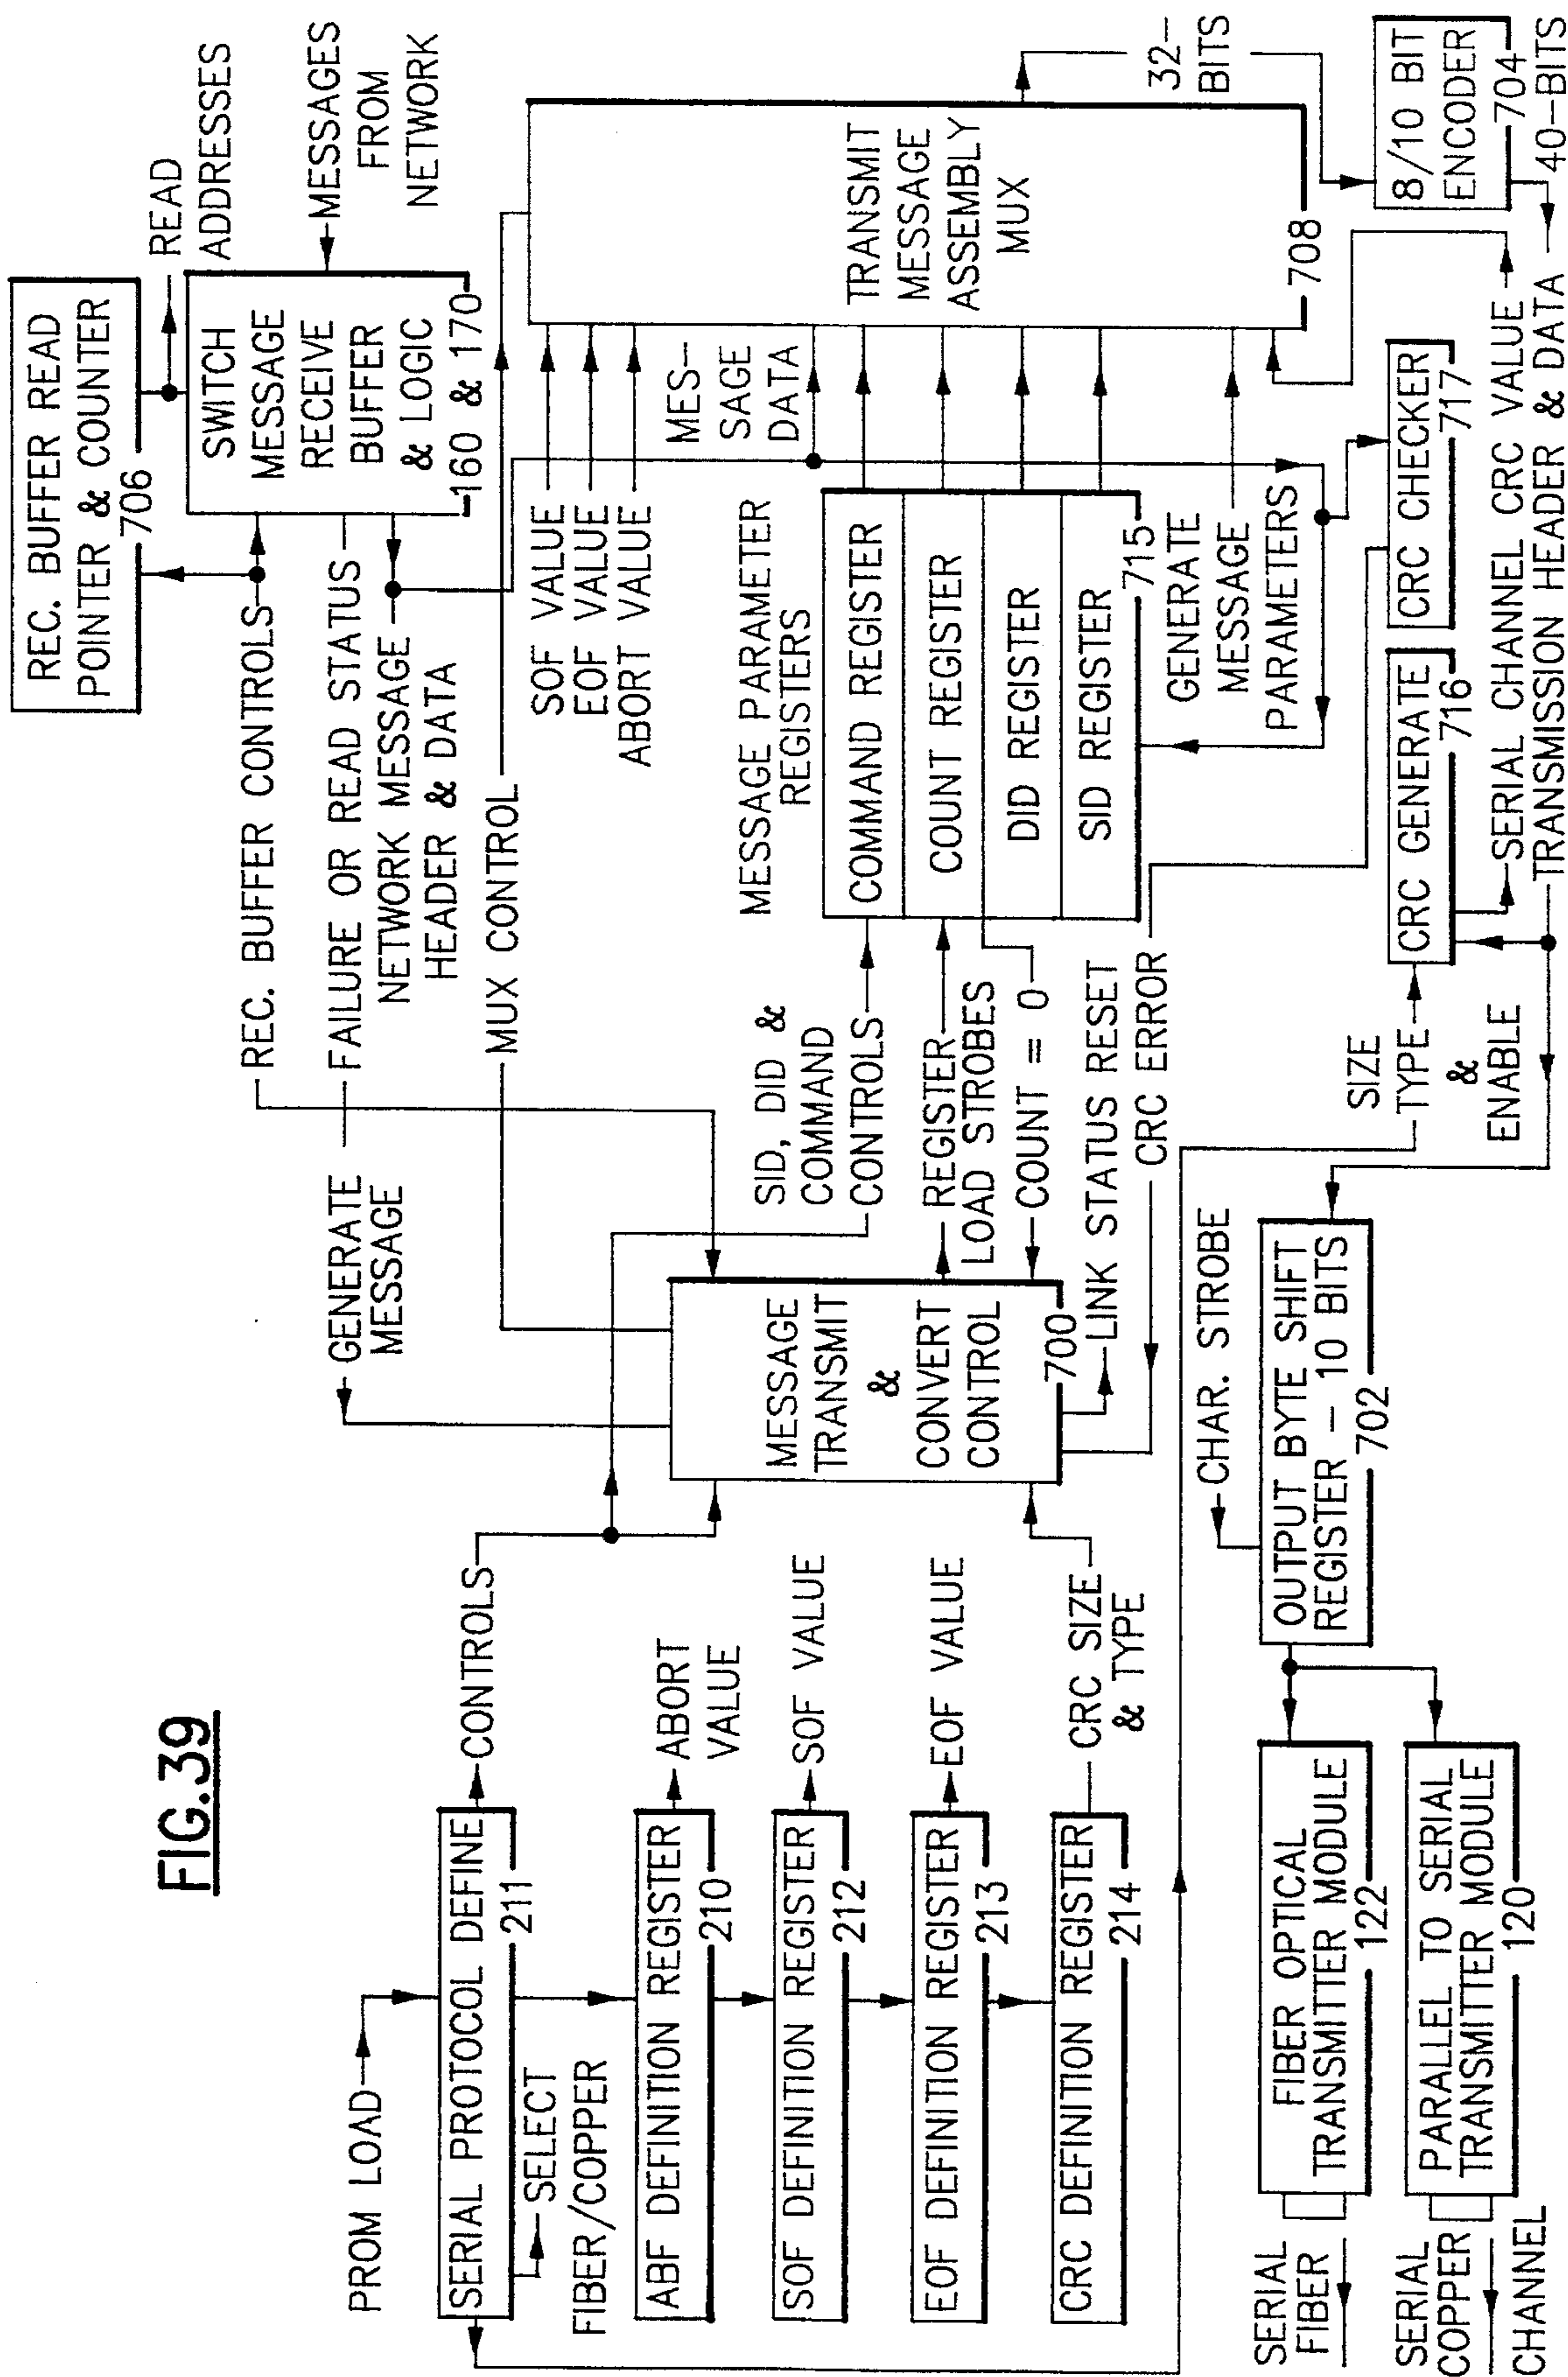 FIG.39
PROM LOAD
SERIAL PROTOCOL DEFINE
211
CONTROLS
SELECT
FIBER/COPPER
ABF DEFINITION REGISTER
210
ABORT
VALUE
SOF DEFINITION REGISTER
212
SOF VALUE
EOF DEFINITION REGISTER
213
EOF VALUE
CRC DEFINITION REGISTER
214
CRC SIZE
& TYPE
GENERATE
MESSAGE
MESSAGE
TRANSMIT
&
CONVERT
CONTROL
700
REC. BUFFER CONTROLS
FAILURE OR READ STATUS
NETWORK MESSAGE
HEADER & DATA
MUX CONTROL
SID, DID &
COMMAND
CONTROLS
REGISTER
LOAD STROBES
COUNT = 0
LINK STATUS RESET
CRC ERROR
REC. BUFFER READ
POINTER & COUNTER
706
READ
ADDRESSES
SWITCH
MESSAGE
RECEIVE
BUFFER
& LOGIC
160 & 170
MESSAGES
FROM
NETWORK
SOF VALUE
EOF VALUE
ABORT VALUE
MES-
SAGE
DATA
MESSAGE PARAMETER
REGISTERS
COMMAND REGISTER
COUNT REGISTER
DID REGISTER
SID REGISTER
715
GENERATE
MESSAGE
PARAMETERS
TRANSMIT
MESSAGE
ASSEMBLY
MUX
708
32-
BITS
8/10 BIT
ENCODER
704
40-BITS
SIZE
TYPE
&
ENABLE
CRC GENERATE
716
CRC CHECKER
717
SERIAL CHANNEL CRC VALUE
TRANSMISSION HEADER & DATA
CHAR. STROBE
OUTPUT BYTE SHIFT
REGISTER - 10 BITS
702
FIBER OPTICAL
TRANSMITTER MODULE
122
PARALLEL TO SERIAL
TRANSMITTER MODULE
120
SERIAL
FIBER
SERIAL
COPPER
CHANNEL